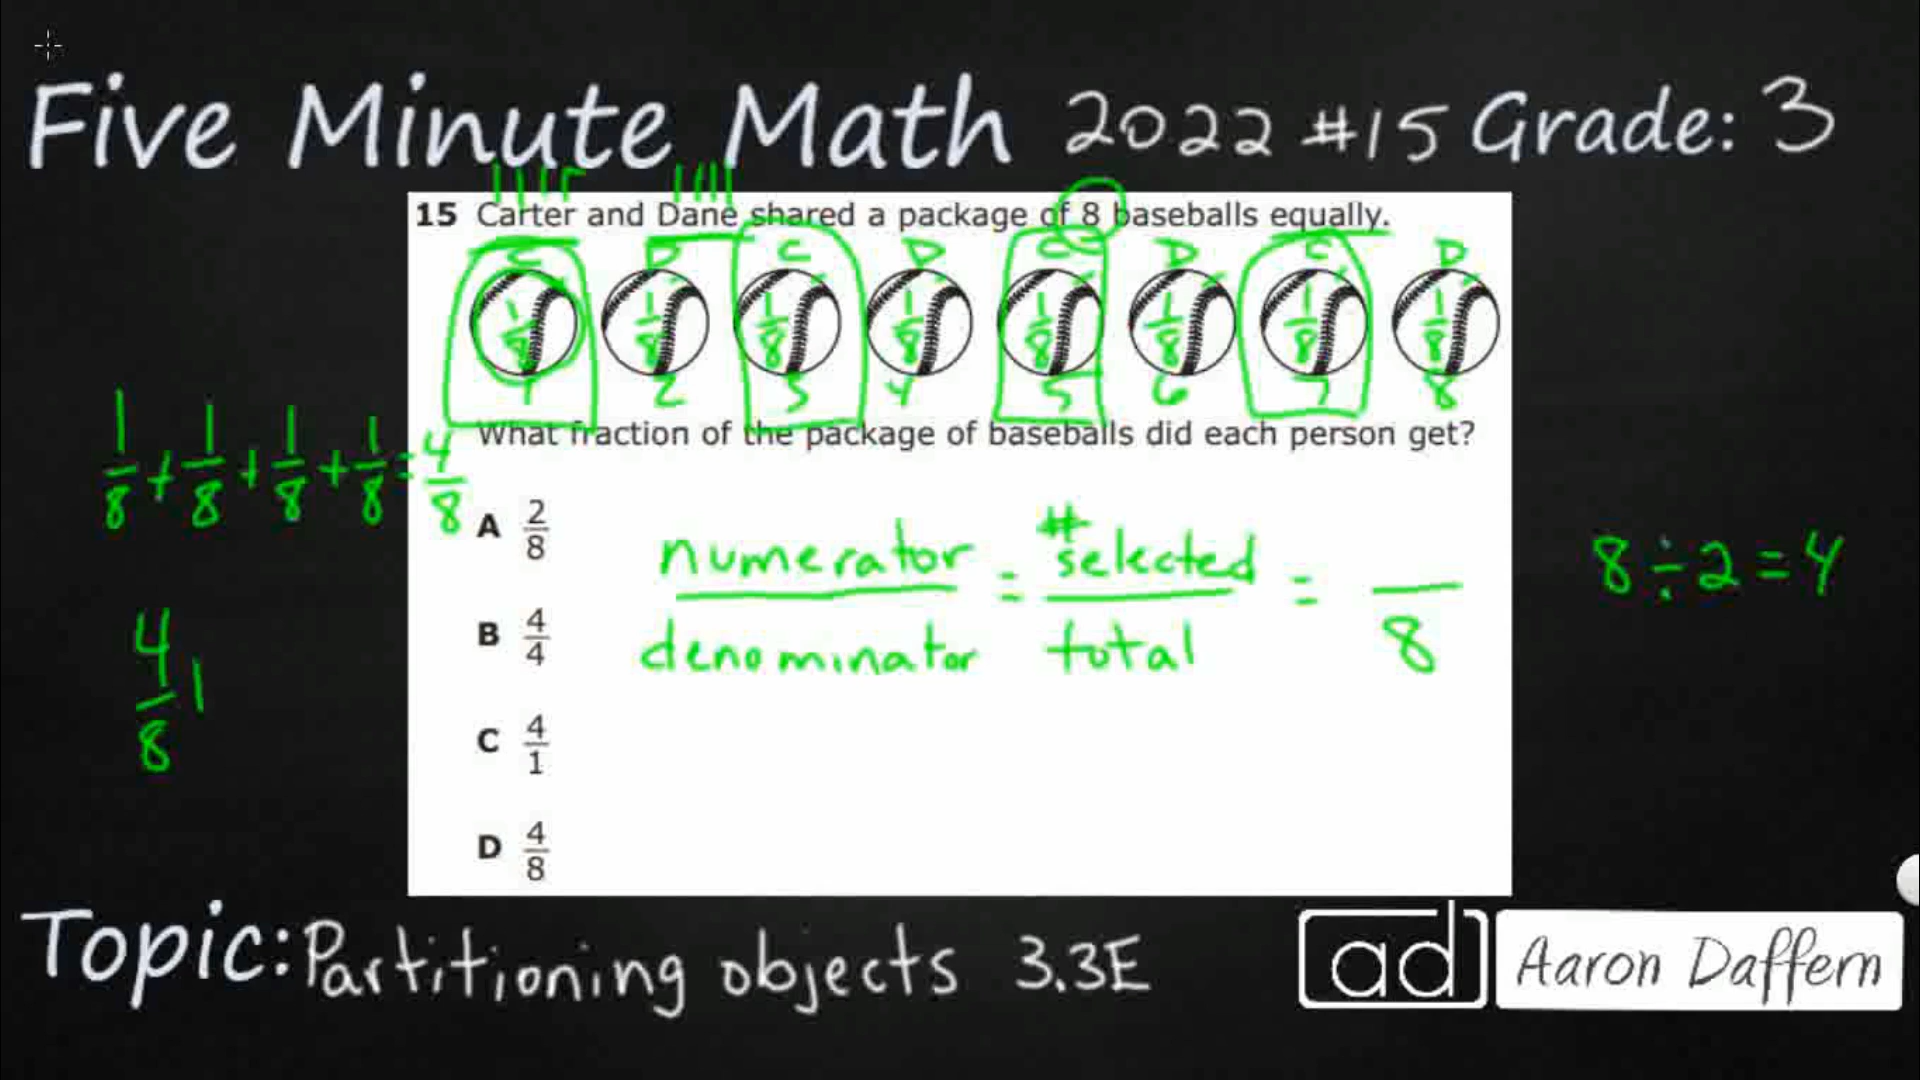 Five Minute Math 2022 #15 Grade: 3
15 Carter and Dane shared a package of 8 baseballs equally.
C D C D C D C D
1/8 1/8 1/8 1/8 1/8 1/8 1/8 1/8
1 2 3 4 5 6 7 8
What fraction of the package of baseballs did each person get?
1/8 + 1/8 + 1/8 + 1/8 = 4/8
A 2/8
numerator/denominator = # selected/total = /8
8 ÷ 2 = 4
B 4/4
4/8 1
C 4/1
D 4/8
Topic: Partitioning objects 3.3E
ad Aaron Daffern